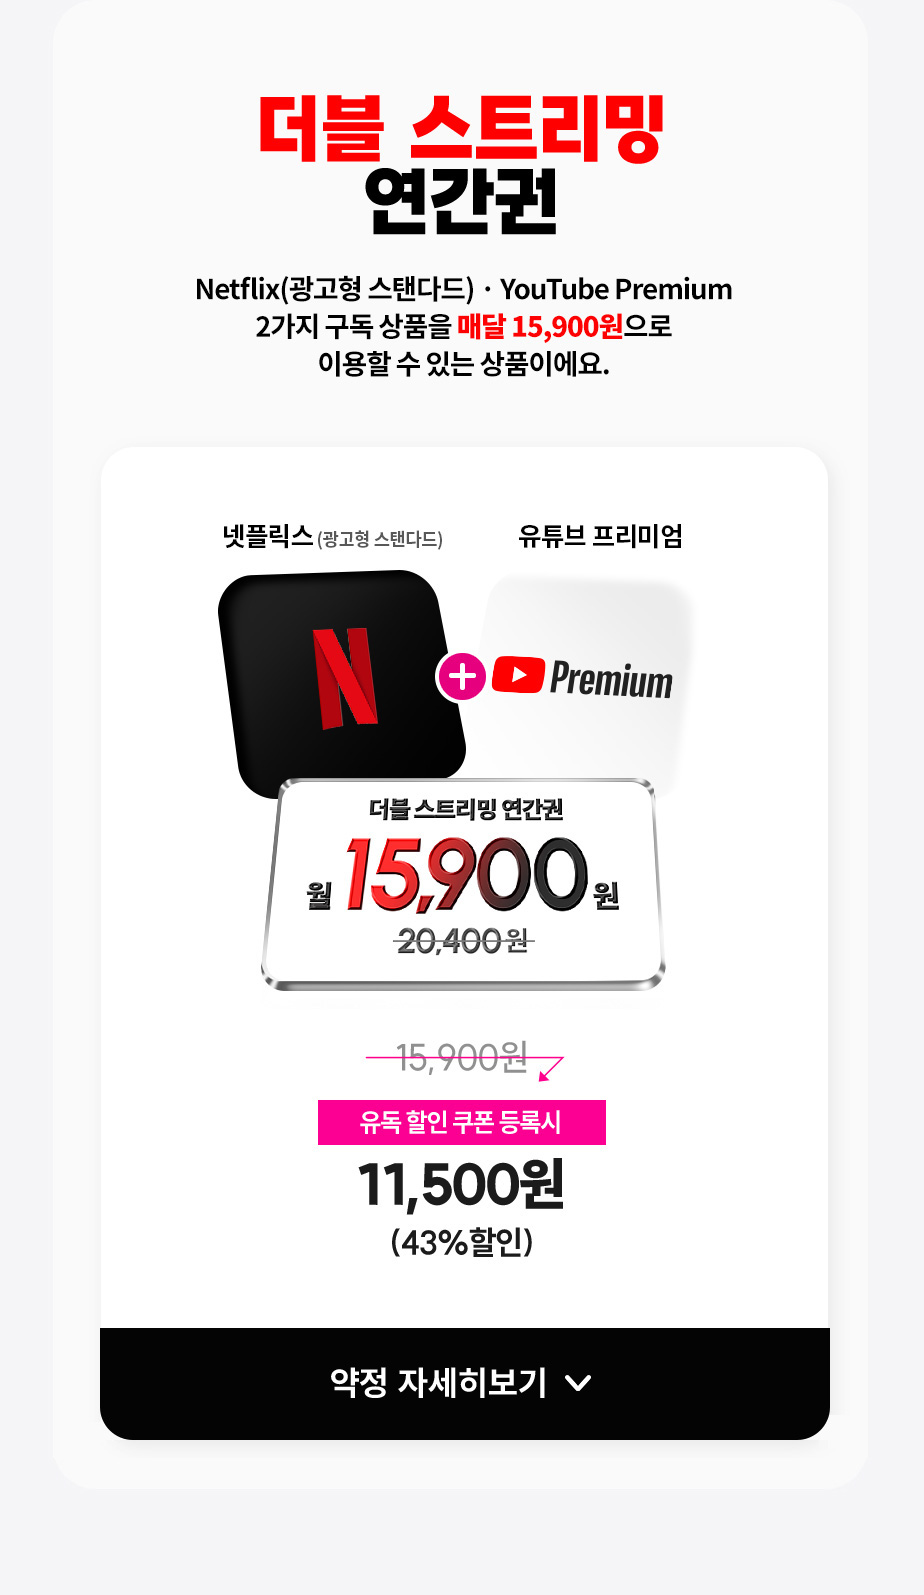 더블 스트리밍
연간권
Netflix(광고형 스탠다드) · YouTube Premium
2가지 구독 상품을 매달 15,900원으로
이용할 수 있는 상품이에요.
넷플릭스 (광고형 스탠다드)
유튜브 프리미엄
N
Premium
더블 스트리밍 연간권
월 15,900 원
20,400 원
15,900원
유독 할인 쿠폰 등록시
11,500원
(43%할인)
약정 자세히보기